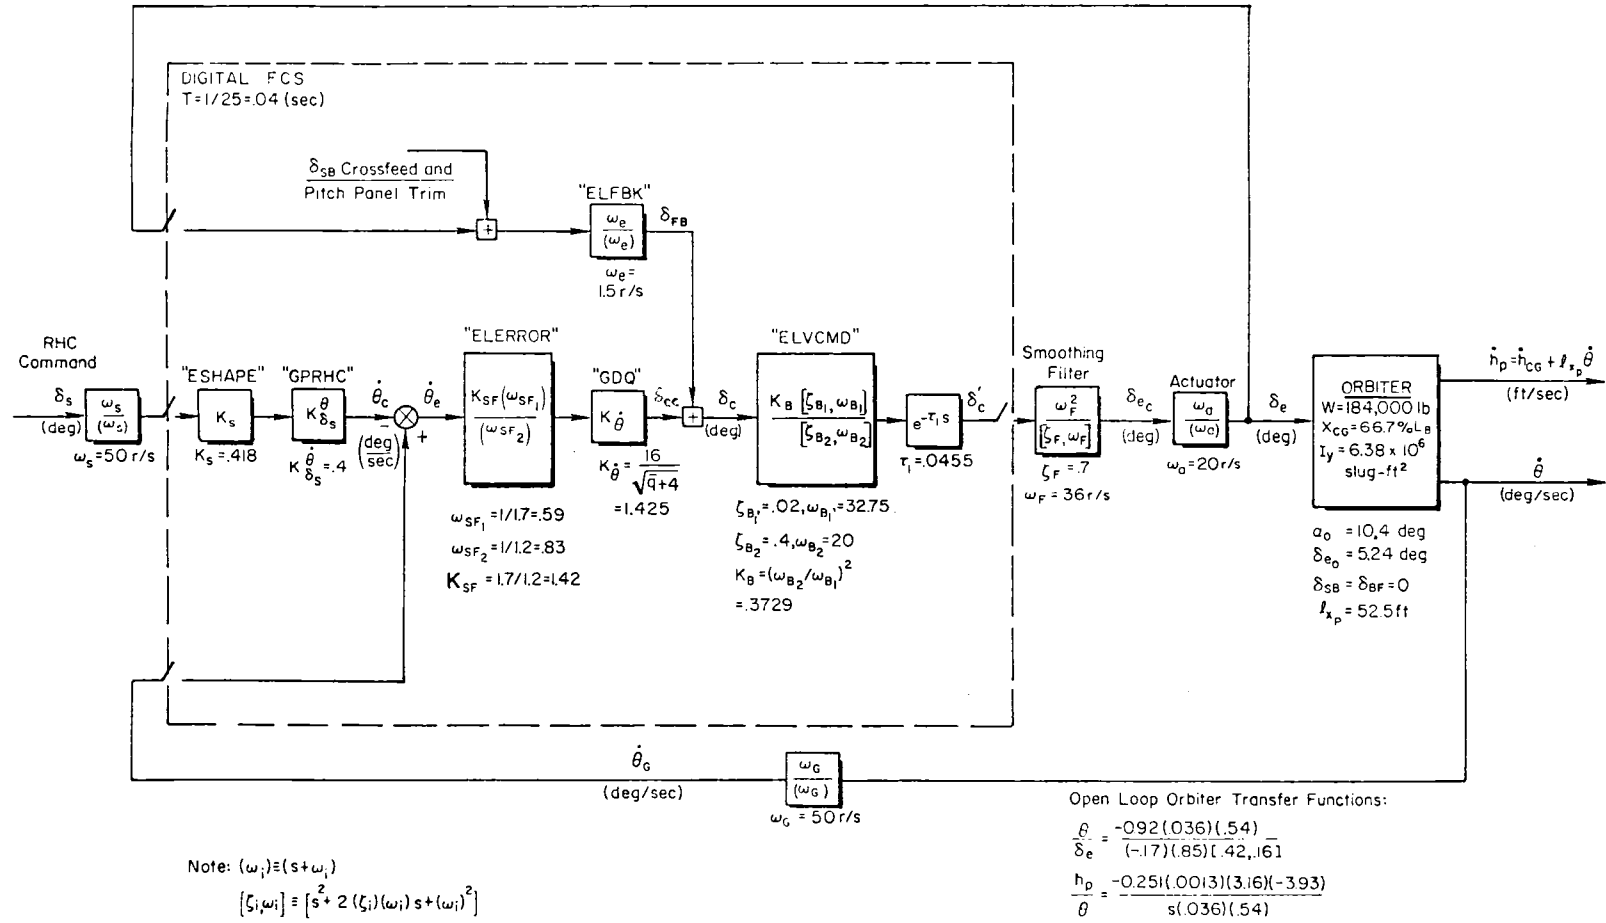 DIGITAL FCS
T=1/25=.04 (sec)
δSB Crossfeed and
Pitch Panel Trim
+
"ELFBK"
ωe
(ωe)
δFB
ωe=
1.5 r/s
RHC
Command
δs
(deg)
ωs
(ωs)
ωs=50 r/s
"ESHAPE"
Ks
Ks=.418
"GPRHC"
K θ̇ δs
K θ̇ δs =.4
θ̇c
−
(deg/sec)
+
θ̇e
"ELERROR"
KSF(ωSF1)
(ωSF2)
ωSF1=1/1.7=.59
ωSF2=1/1.2=.83
KSF=1.7/1.2=1.42
"GDQ"
Kθ̇
Kθ̇ = 16
√q̄+4
=1.425
+
δc
(deg)
"ELVCMD"
KB [ζB1, ωB1]
[ζB2, ωB2]
ζB1=.02, ωB1=32.75
ζB2=.4, ωB2=20
KB=(ωB2/ωB1)²
=.3729
e−τ1s
τ1=.0455
δ'c
Smoothing
Filter
ωF²
[ζF, ωF]
ζF=.7
ωF=36 r/s
δec
(deg)
Actuator
ωa
(ωa)
ωa=20 r/s
δe
(deg)
ORBITER
W=184,000 lb
XCG=66.7% LB
Iy=6.38 x 10⁶
slug-ft²
α0 =10.4 deg
δe0 =5.24 deg
δSB=δBF=0
ℓxp=52.5 ft
ḣp=ḣCG+ℓxp θ̇
(ft/sec)
θ̇
(deg/sec)
θ̇G
(deg/sec)
ωG
(ωG)
ωG = 50 r/s
Open Loop Orbiter Transfer Functions:
θ/δe = -.092(.036)(.54)
(-.17)(.85)[.42,.16]
hp/θ = -0.251(.0013)(3.16)(-3.93)
s(.036)(.54)
Note: (ωi)≡(s+ωi)
[ζi,ωi] ≡ [s²+2(ζi)(ωi)s+(ωi)²]